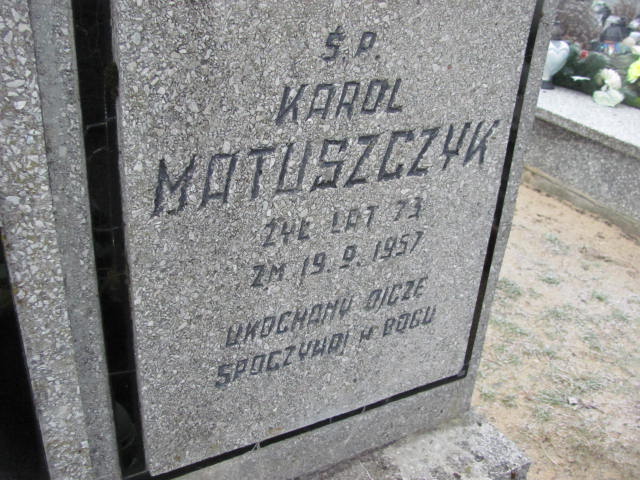 Ś.P.
KAROL
MATUSZCZYK
ŻYŁ LAT 73
ZM 19.9.1957
UKOCHANY OJCZE
SPOCZYWAJ W BOGU